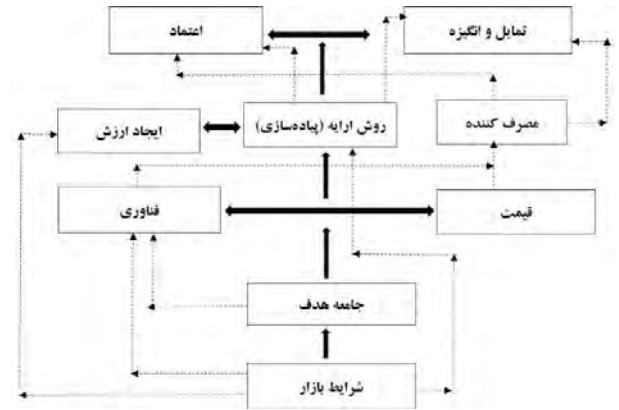 تمایل و انگیزه
اعتماد
مصرف کننده
روش ارایه (پیاده‌سازی)
ایجاد ارزش
قیمت
فناوری
جامعه هدف
شرایط بازار